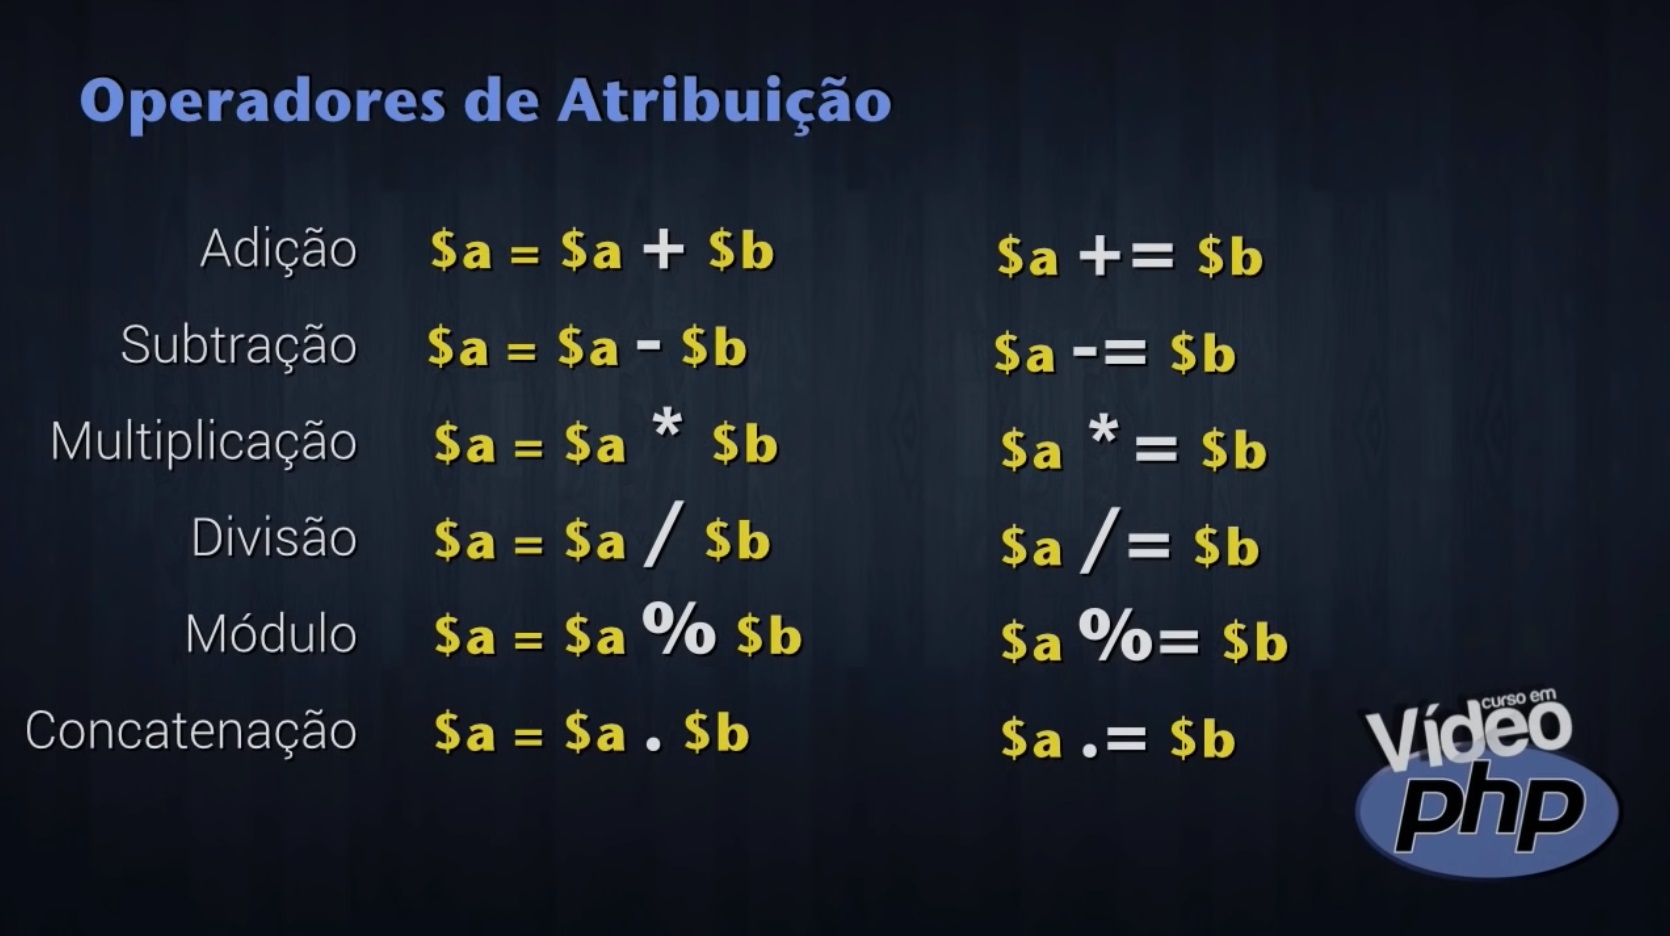 Operadores de Atribuição
Adição $a = $a + $b $a += $b
Subtração $a = $a - $b $a -= $b
Multiplicação $a = $a * $b $a *= $b
Divisão $a = $a / $b $a /= $b
Módulo $a = $a % $b $a %= $b
Concatenação $a = $a . $b $a .= $b
curso em
Vídeo
php